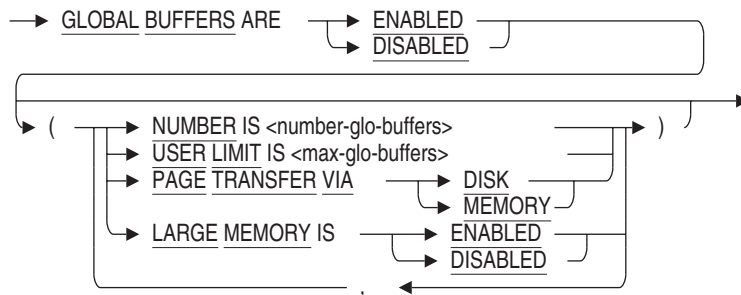 GLOBAL BUFFERS ARE ENABLED
DISABLED
( NUMBER IS <number-glo-buffers> )
USER LIMIT IS <max-glo-buffers>
PAGE TRANSFER VIA DISK
MEMORY
LARGE MEMORY IS ENABLED
DISABLED
,